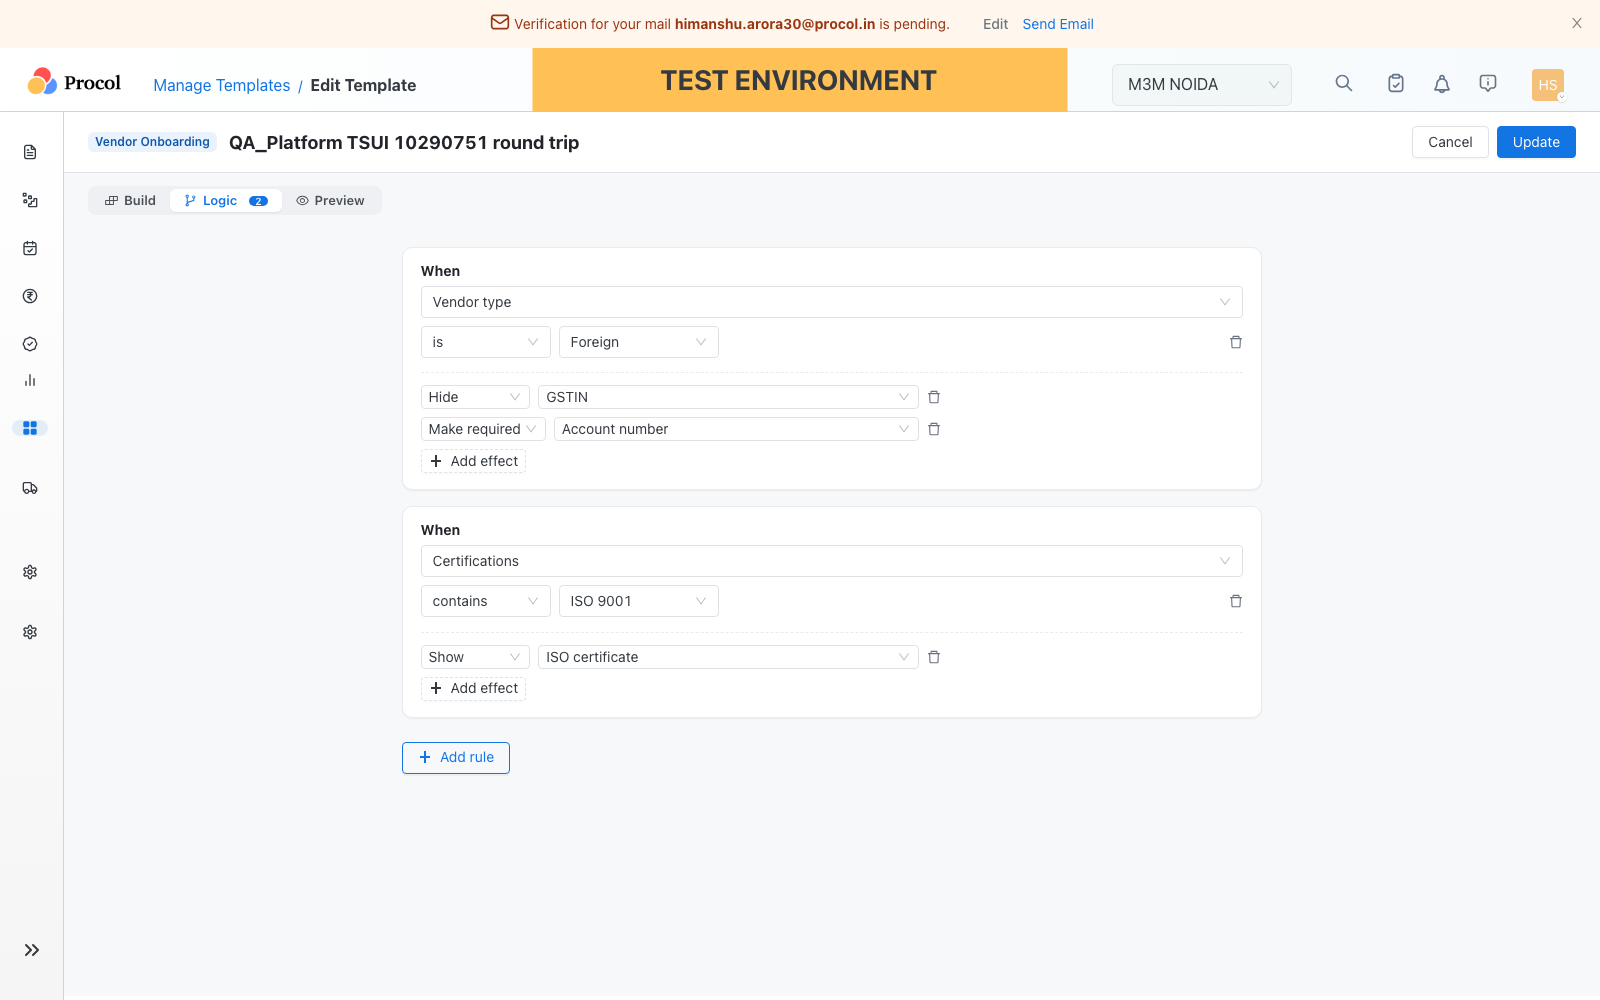 Verification for your mail himanshu.arora30@procol.in is pending. Edit Send Email
Procol
Manage Templates / Edit Template
TEST ENVIRONMENT
M3M NOIDA
HS
Vendor Onboarding
QA_Platform TSUI 10290751 round trip
Cancel
Update
Build
Logic 2
Preview
When
Vendor type
is
Foreign
Hide
GSTIN
Make required
Account number
Add effect
When
Certifications
contains
ISO 9001
Show
ISO certificate
Add effect
Add rule